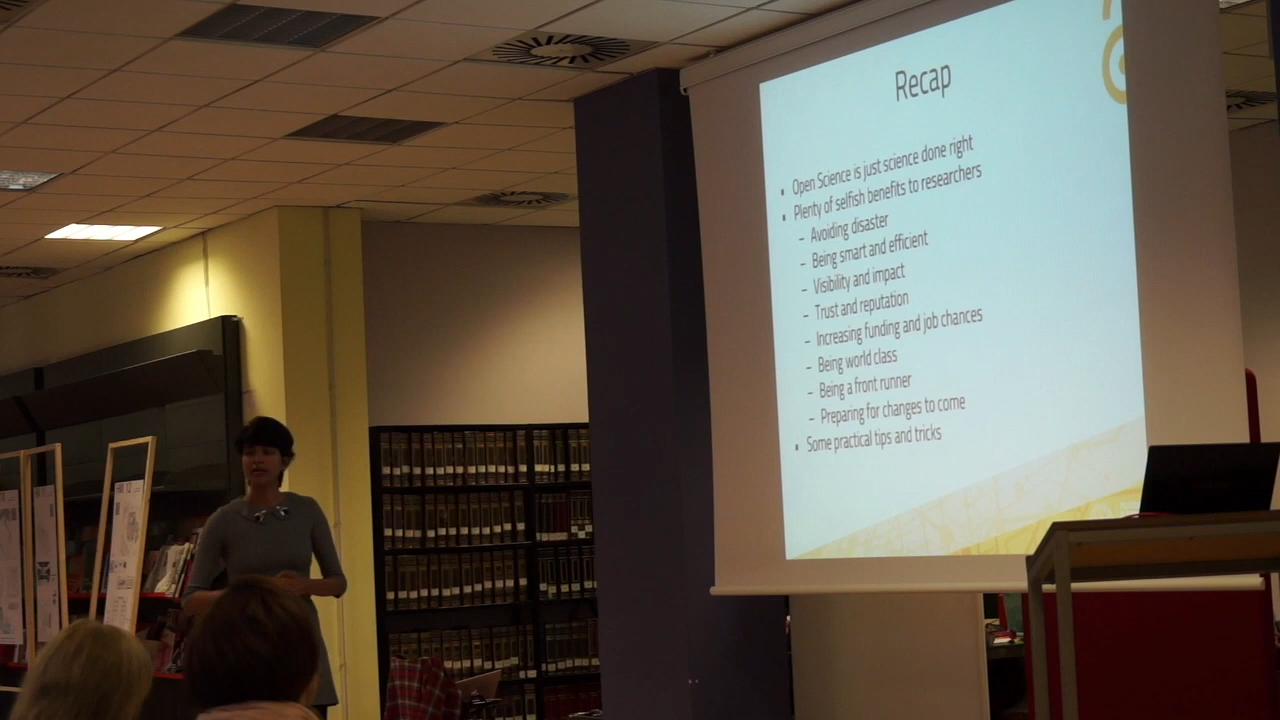 Recap
• Open Science is just science done right
• Plenty of selfish benefits to researchers
– Avoiding disaster
– Being smart and efficient
– Visibility and impact
– Trust and reputation
– Increasing funding and job chances
– Being world class
– Being a front runner
– Preparing for changes to come
• Some practical tips and tricks